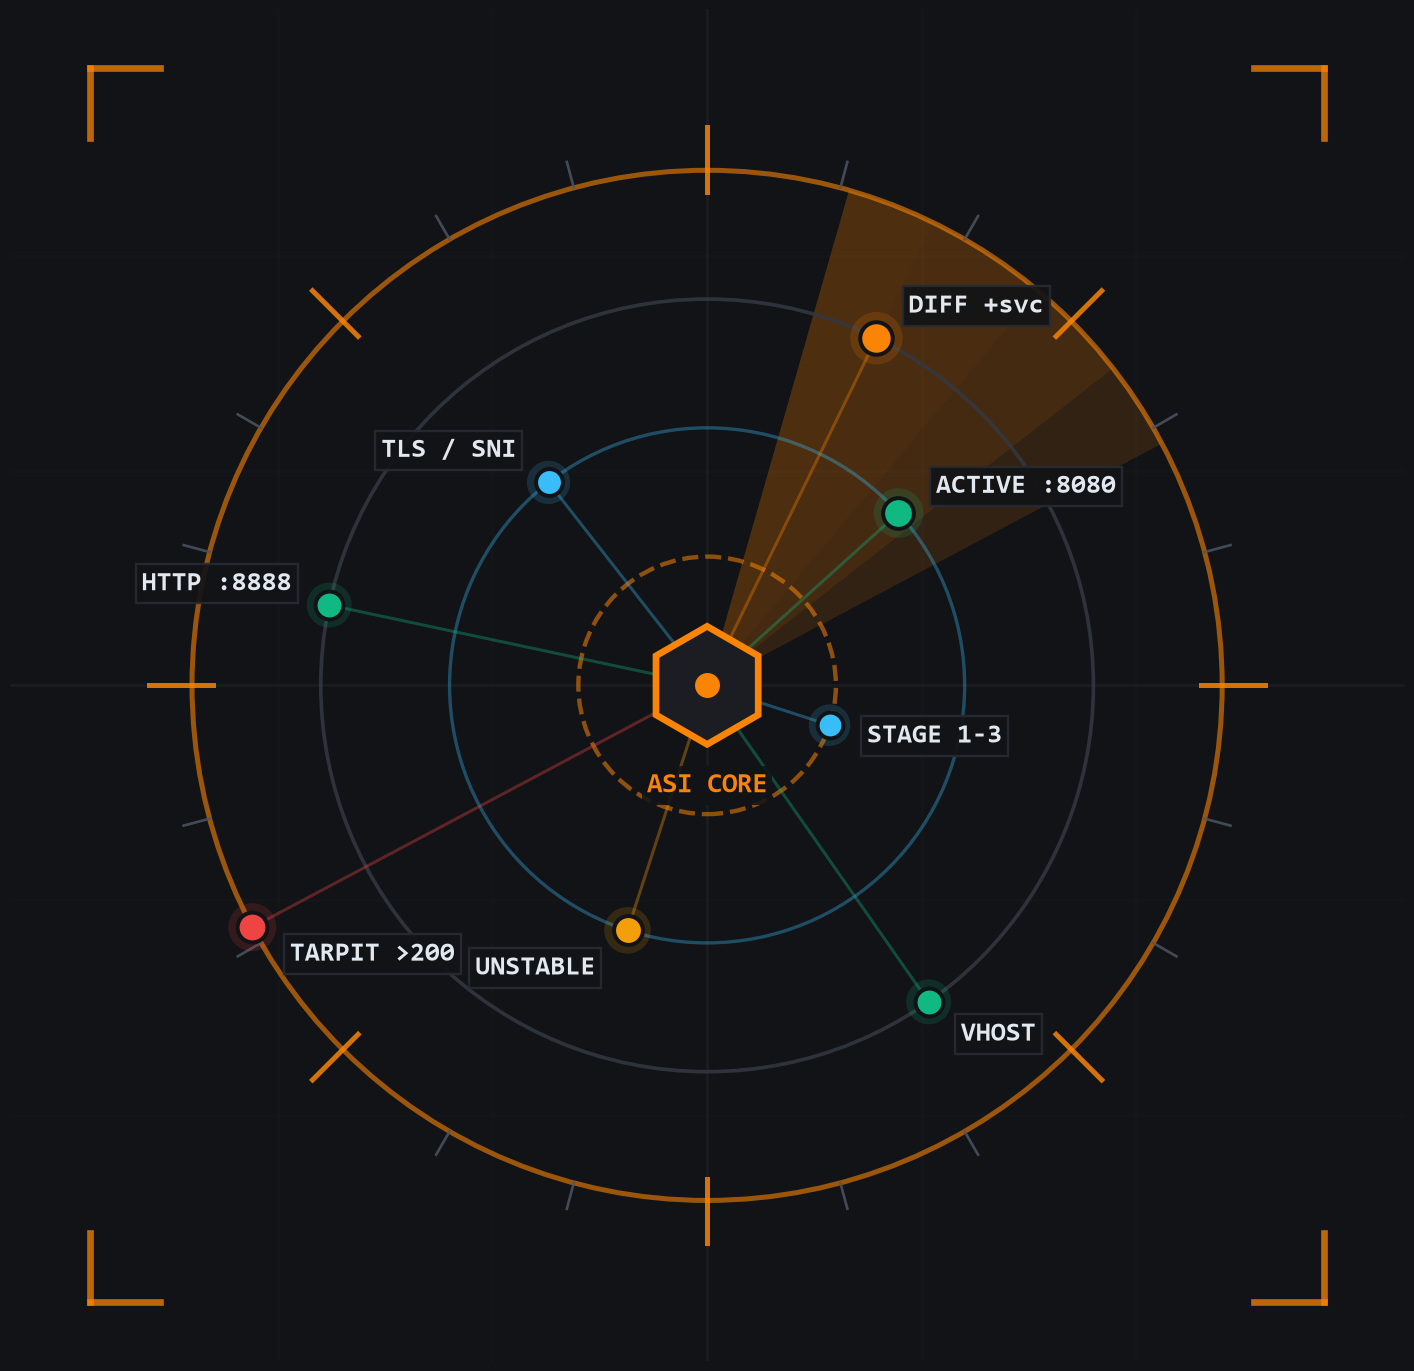 DIFF +svc
TLS / SNI
ACTIVE :8080
HTTP :8888
STAGE 1-3
ASI CORE
TARPIT >200
UNSTABLE
VHOST